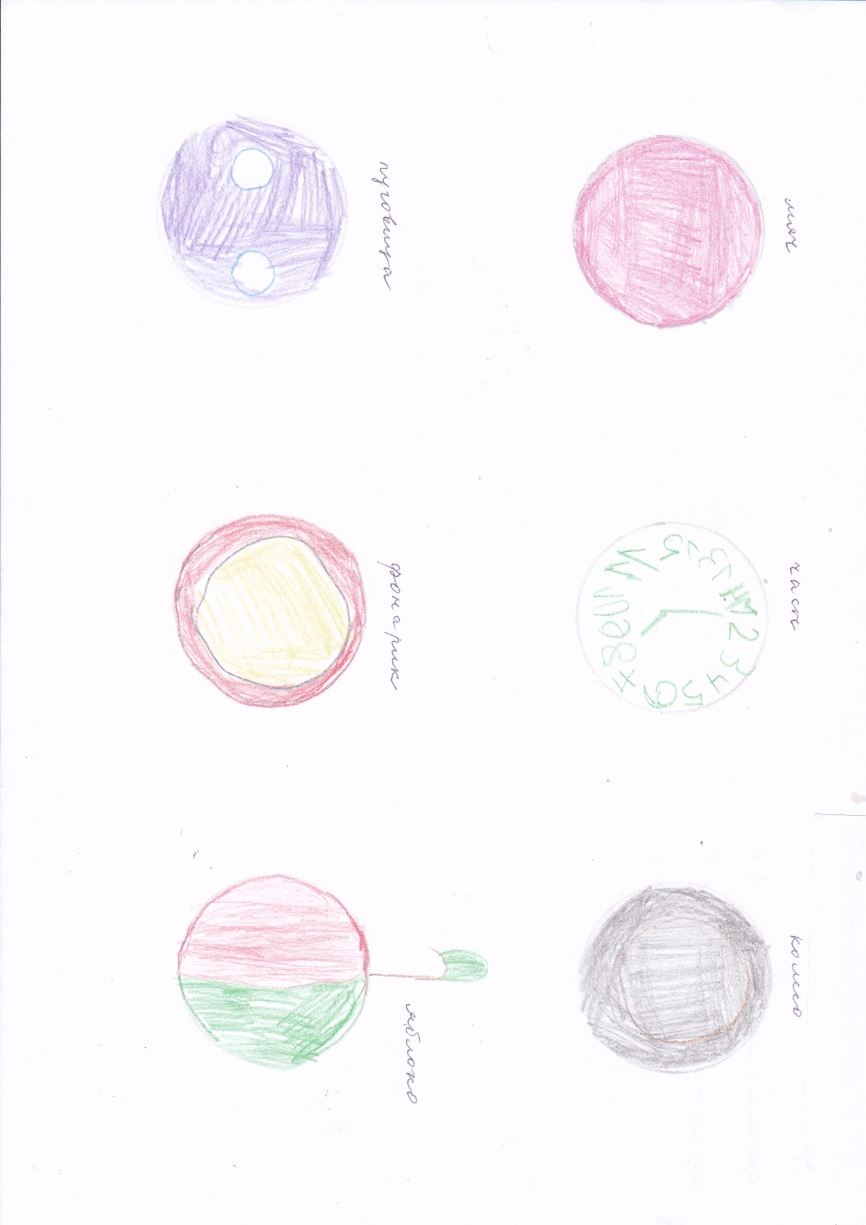 мяч
часы
колесо
пуговица
фонарик
яблоко